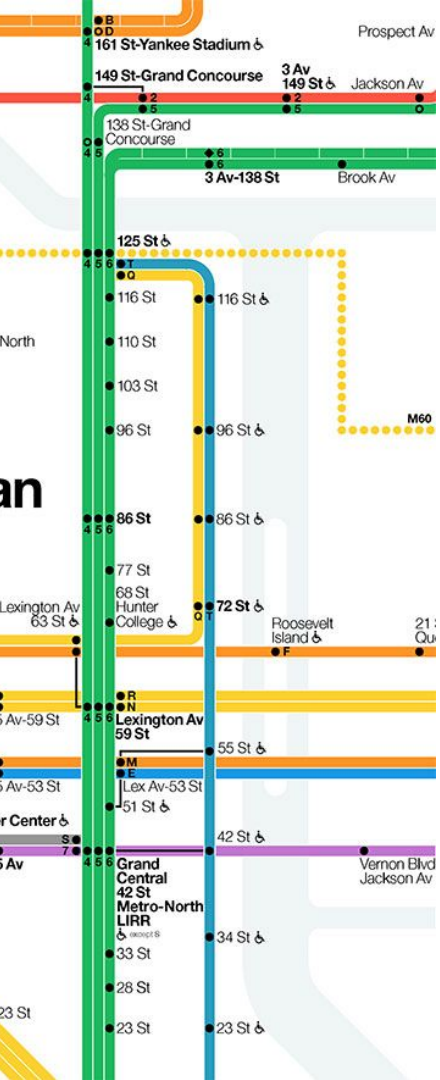 B
D
4
161 St-Yankee Stadium
Prospect Av
149 St-Grand Concourse
4
2
5
3 Av
149 St
2
5
Jackson Av
138 St-Grand
Concourse
4 5
6
6
3 Av-138 St
Brook Av
125 St
4 5 6
T
Q
116 St
116 St
North
110 St
103 St
M60
96 St
96 St
an
86 St
4 5 6
86 St
77 St
68 St
Hunter
College
Lexington Av
63 St
72 St
Q T
Roosevelt
Island
F
21
Qu
R
N
5 Av-59 St
4 5 6
Lexington Av
59 St
55 St
M
E
5 Av-53 St
Lex Av-53 St
51 St
er Center
S
7
42 St
5 Av
4 5 6
Grand
Central
42 St
Metro-North
LIRR
except S
Vernon Blvd
Jackson Av
34 St
33 St
28 St
23 St
23 St
23 St